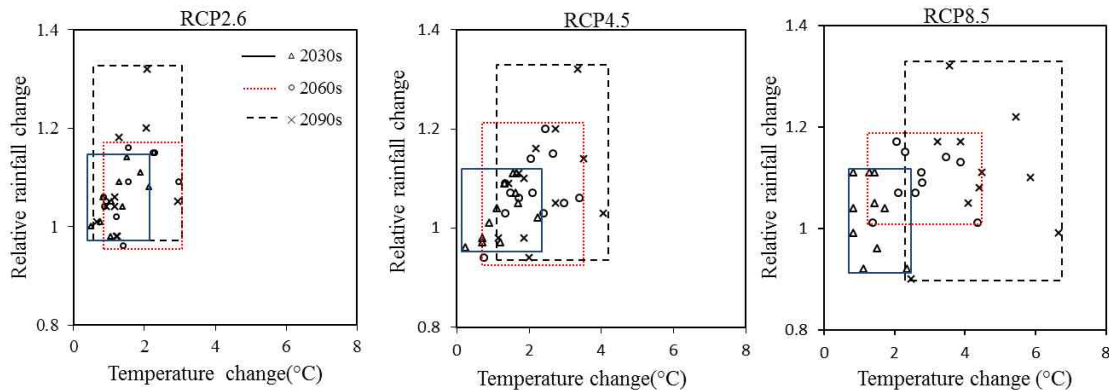 RCP2.6
RCP4.5
RCP8.5
1.4
1.2
1
0.8
Relative rainfall change
0 2 4 6 8
Temperature change(°C)
2030s
2060s
2090s
1.4
1.2
1
0.8
Relative rainfall change
0 2 4 6 8
Temperature change(°C)
1.4
1.2
1.0
0.8
Relative rainfall change
0 2 4 6 8
Temperature change(°C)